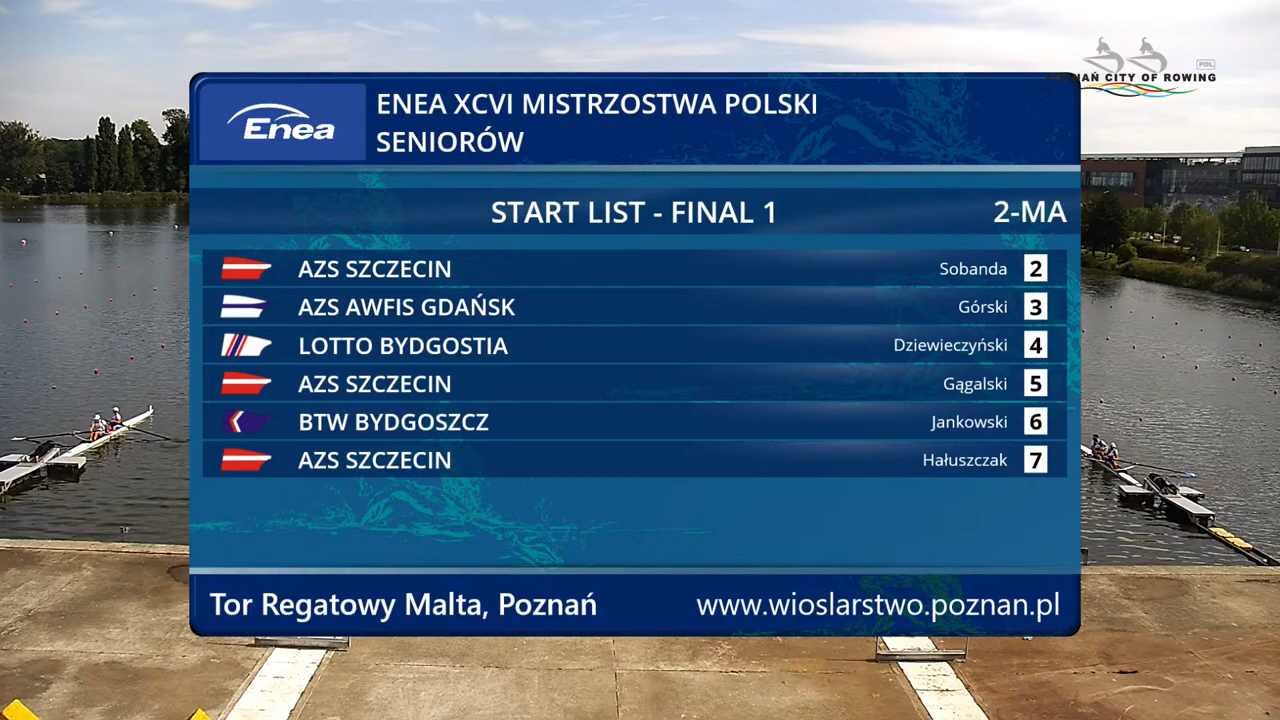 POL
POZNAŃ CITY OF ROWING
Enea
ENEA XCVI MISTRZOSTWA POLSKI
SENIORÓW
START LIST - FINAL 1 2-MA
AZS SZCZECIN Sobanda 2
AZS AWFIS GDAŃSK Górski 3
LOTTO BYDGOSTIA Dziewieczyński 4
AZS SZCZECIN Gągalski 5
BTW BYDGOSZCZ Jankowski 6
AZS SZCZECIN Hałuszczak 7
Tor Regatowy Malta, Poznań www.wioslarstwo.poznan.pl